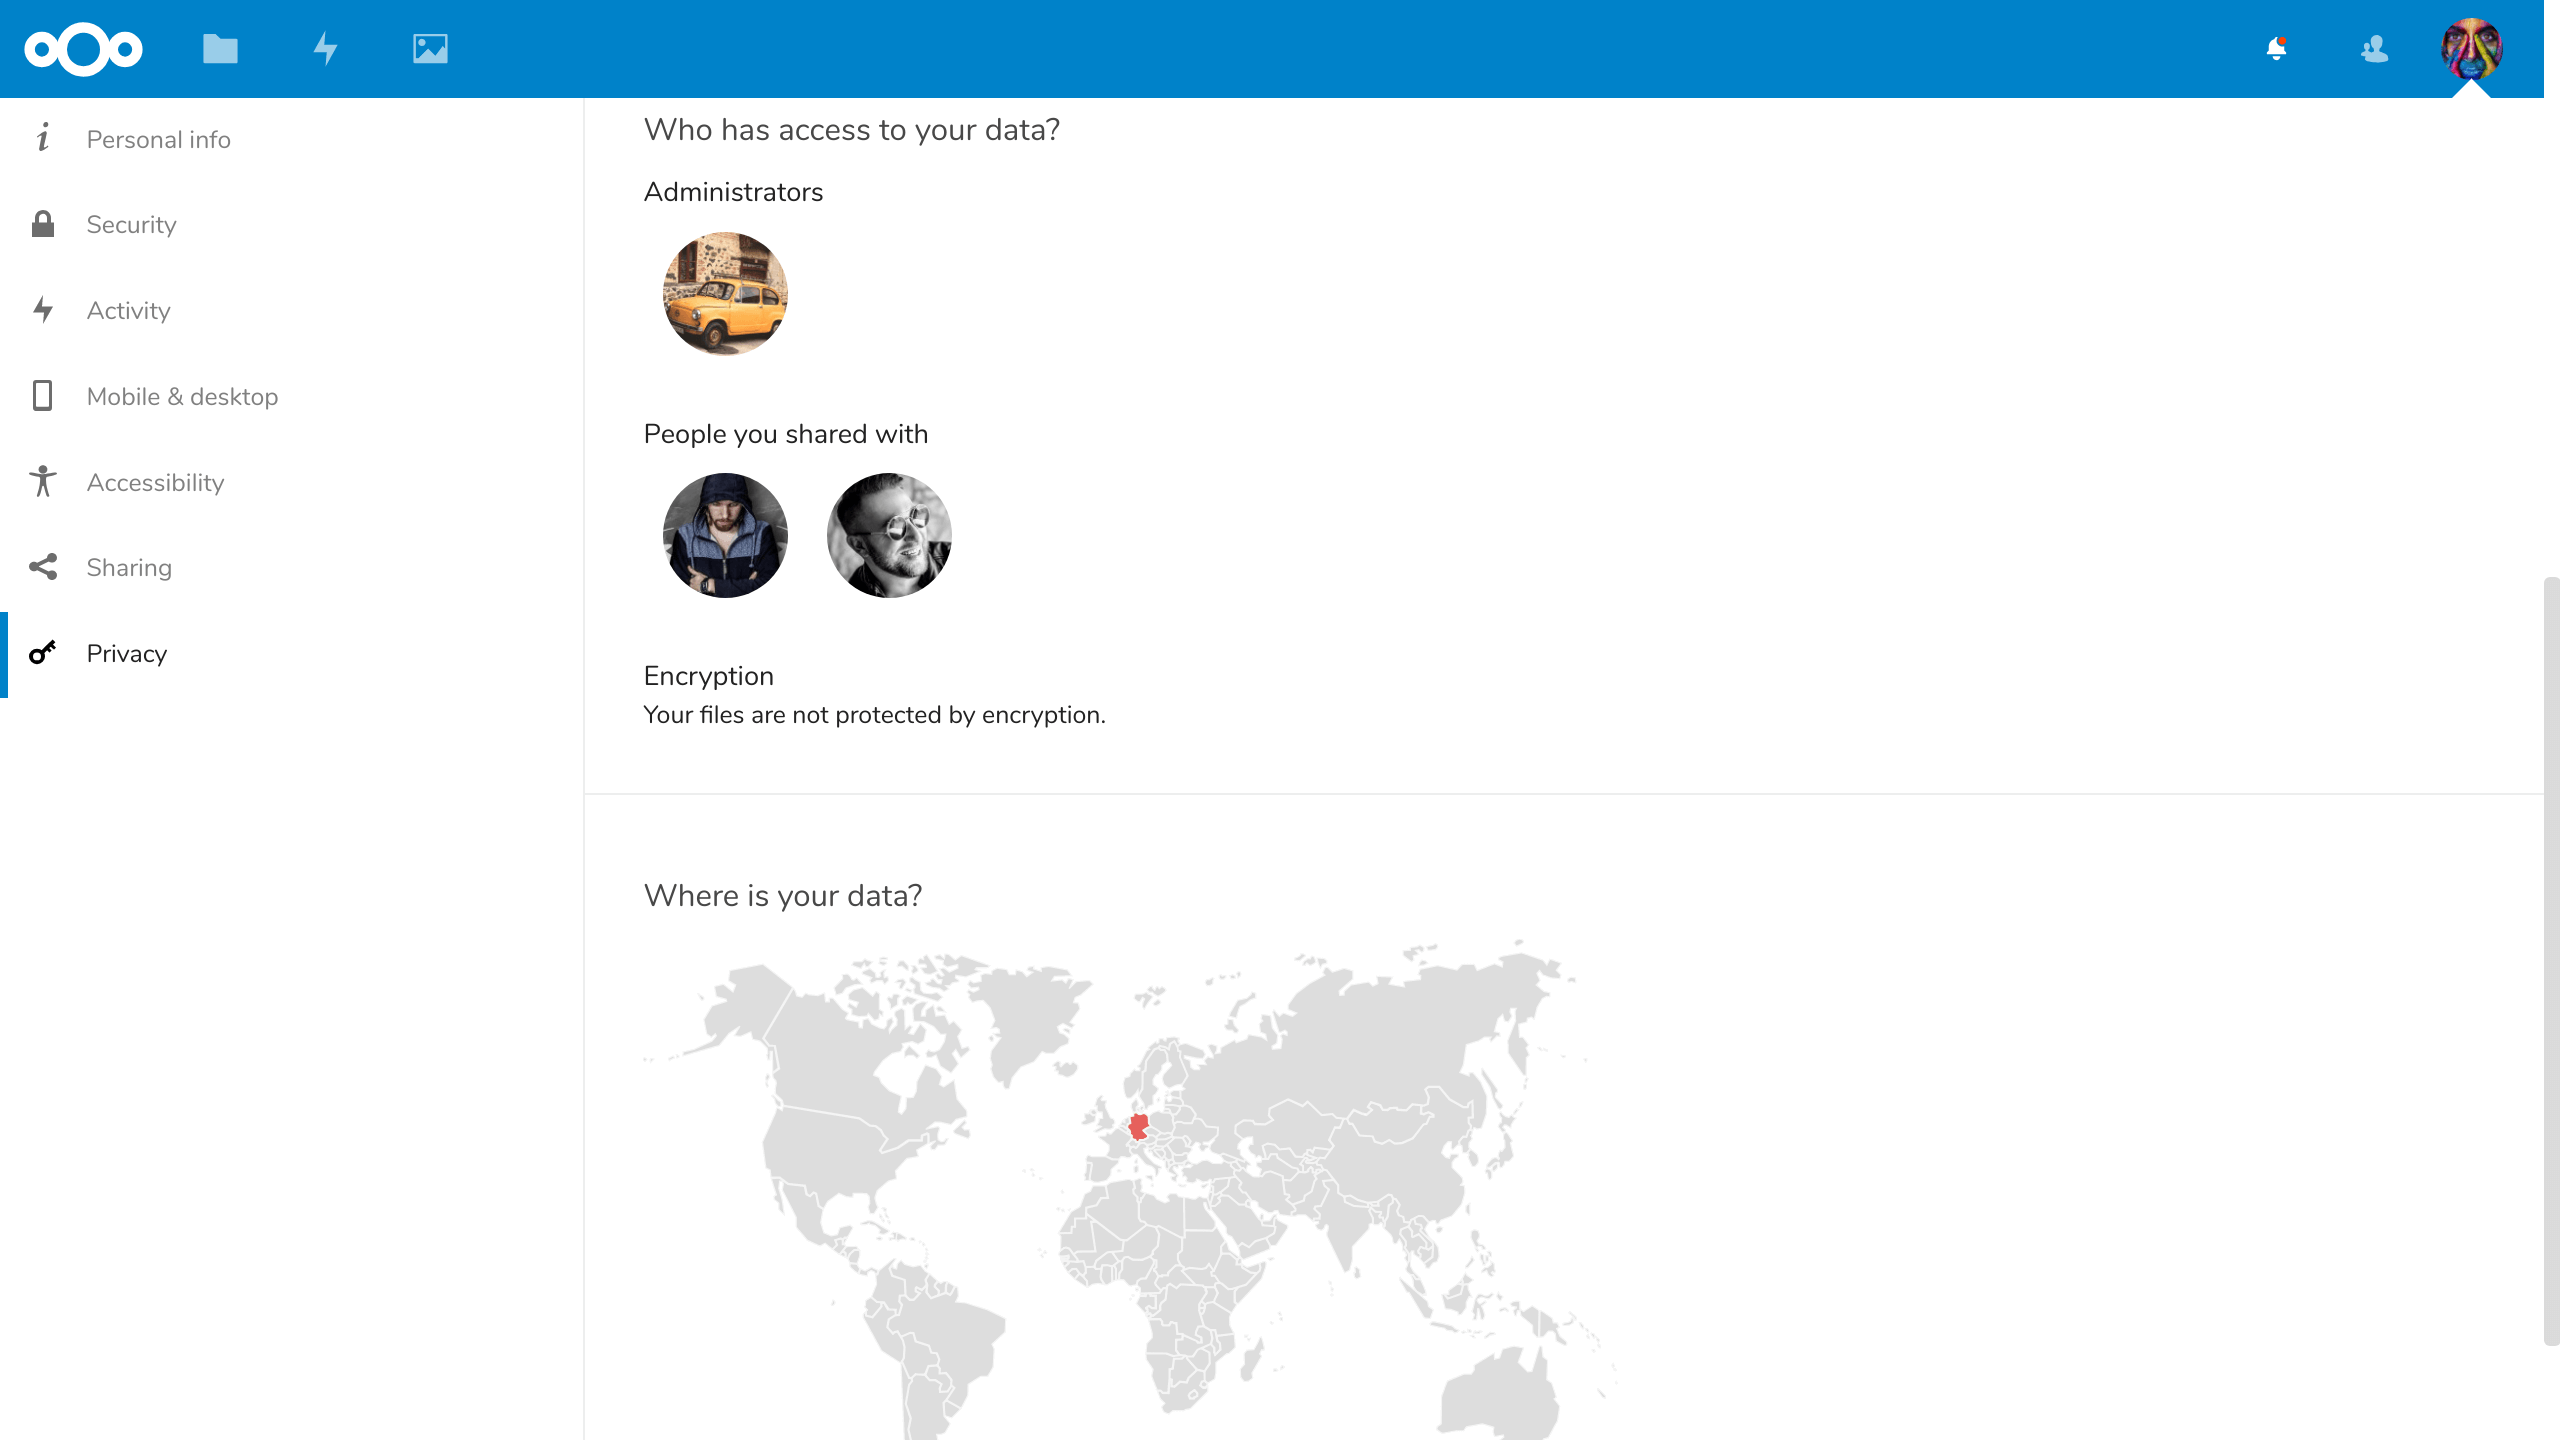 Personal info
Security
Activity
Mobile & desktop
Accessibility
Sharing
Privacy
Who has access to your data?
Administrators
People you shared with
Encryption
Your files are not protected by encryption.
Where is your data?